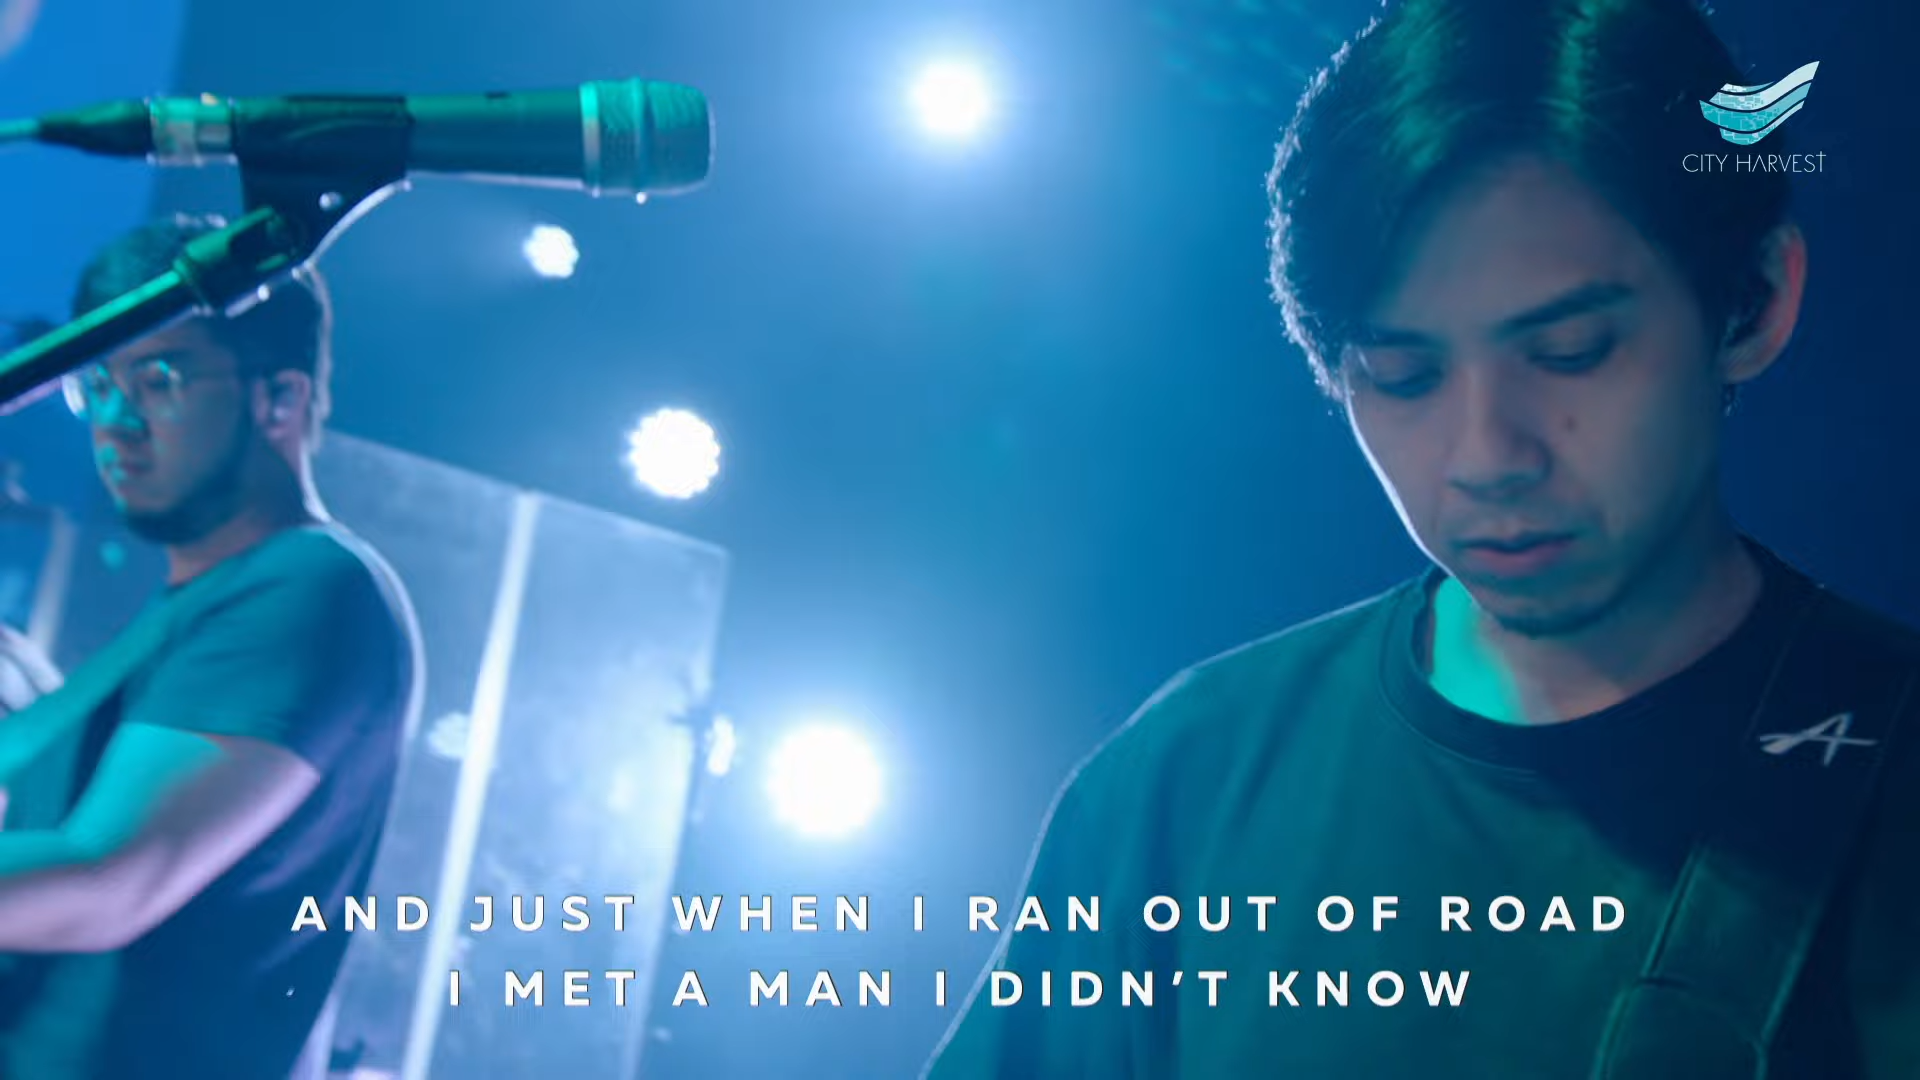 CITY HARVEST
AND JUST WHEN I RAN OUT OF ROAD
I MET A MAN I DIDN'T KNOW